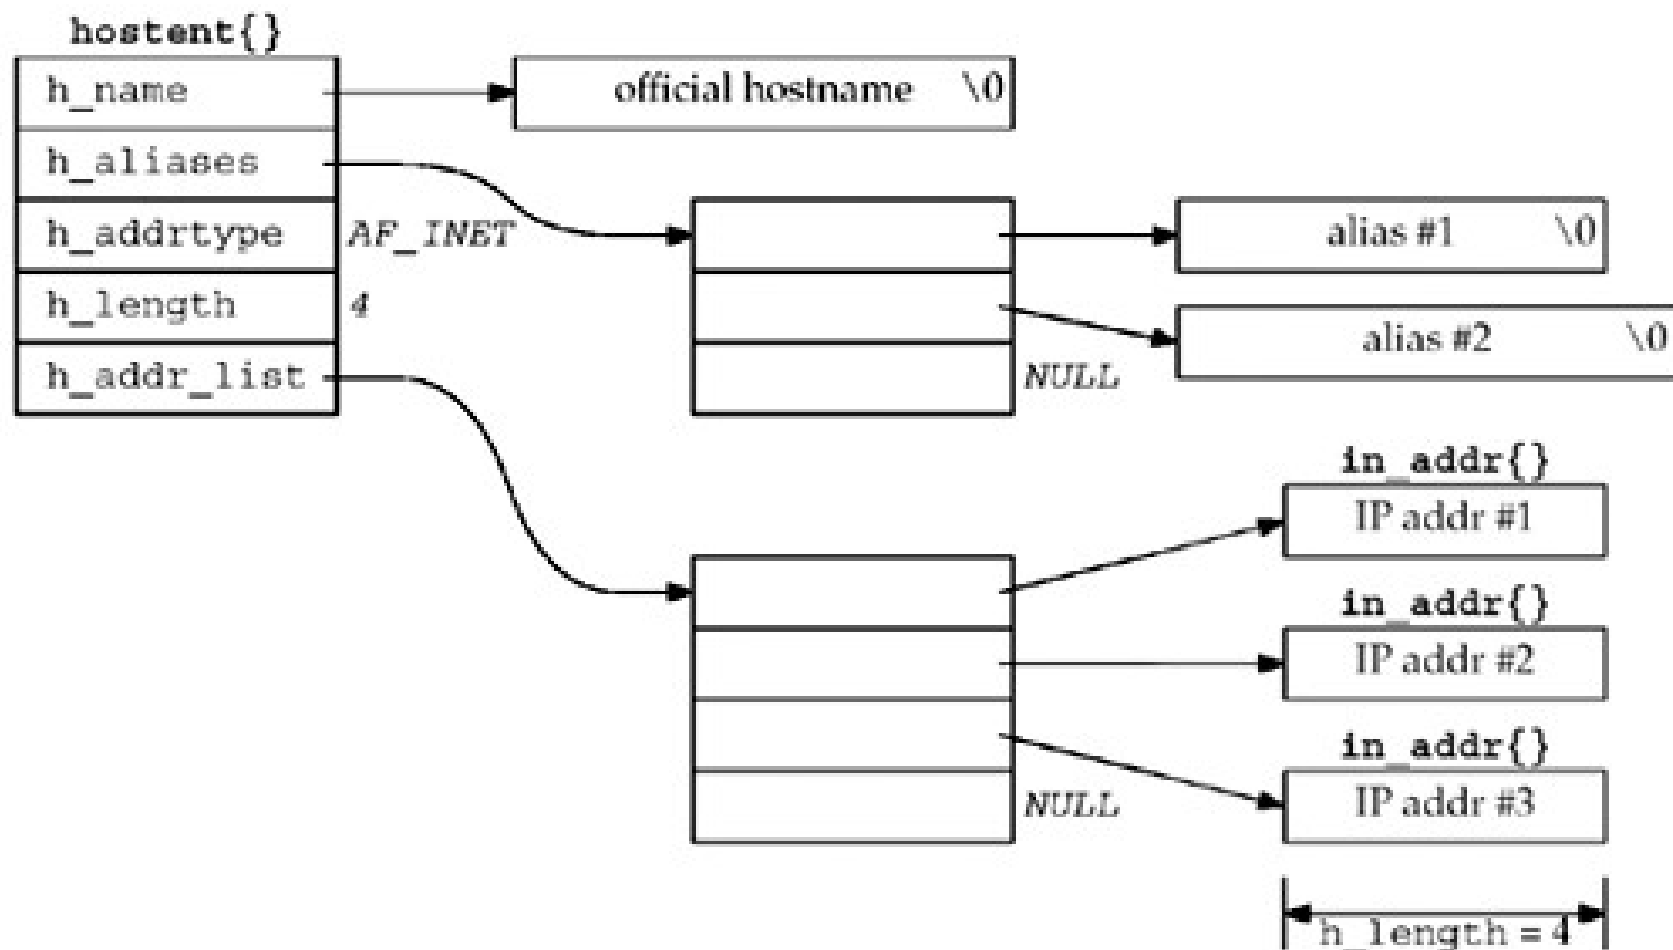 hostent{}
h_name
official hostname \0
h_aliases
h_addrtype AF_INET
alias #1 \0
h_length 4
alias #2 \0
h_addr_list
NULL
in_addr{}
IP addr #1
in_addr{}
IP addr #2
in_addr{}
IP addr #3
NULL
h_length = 4